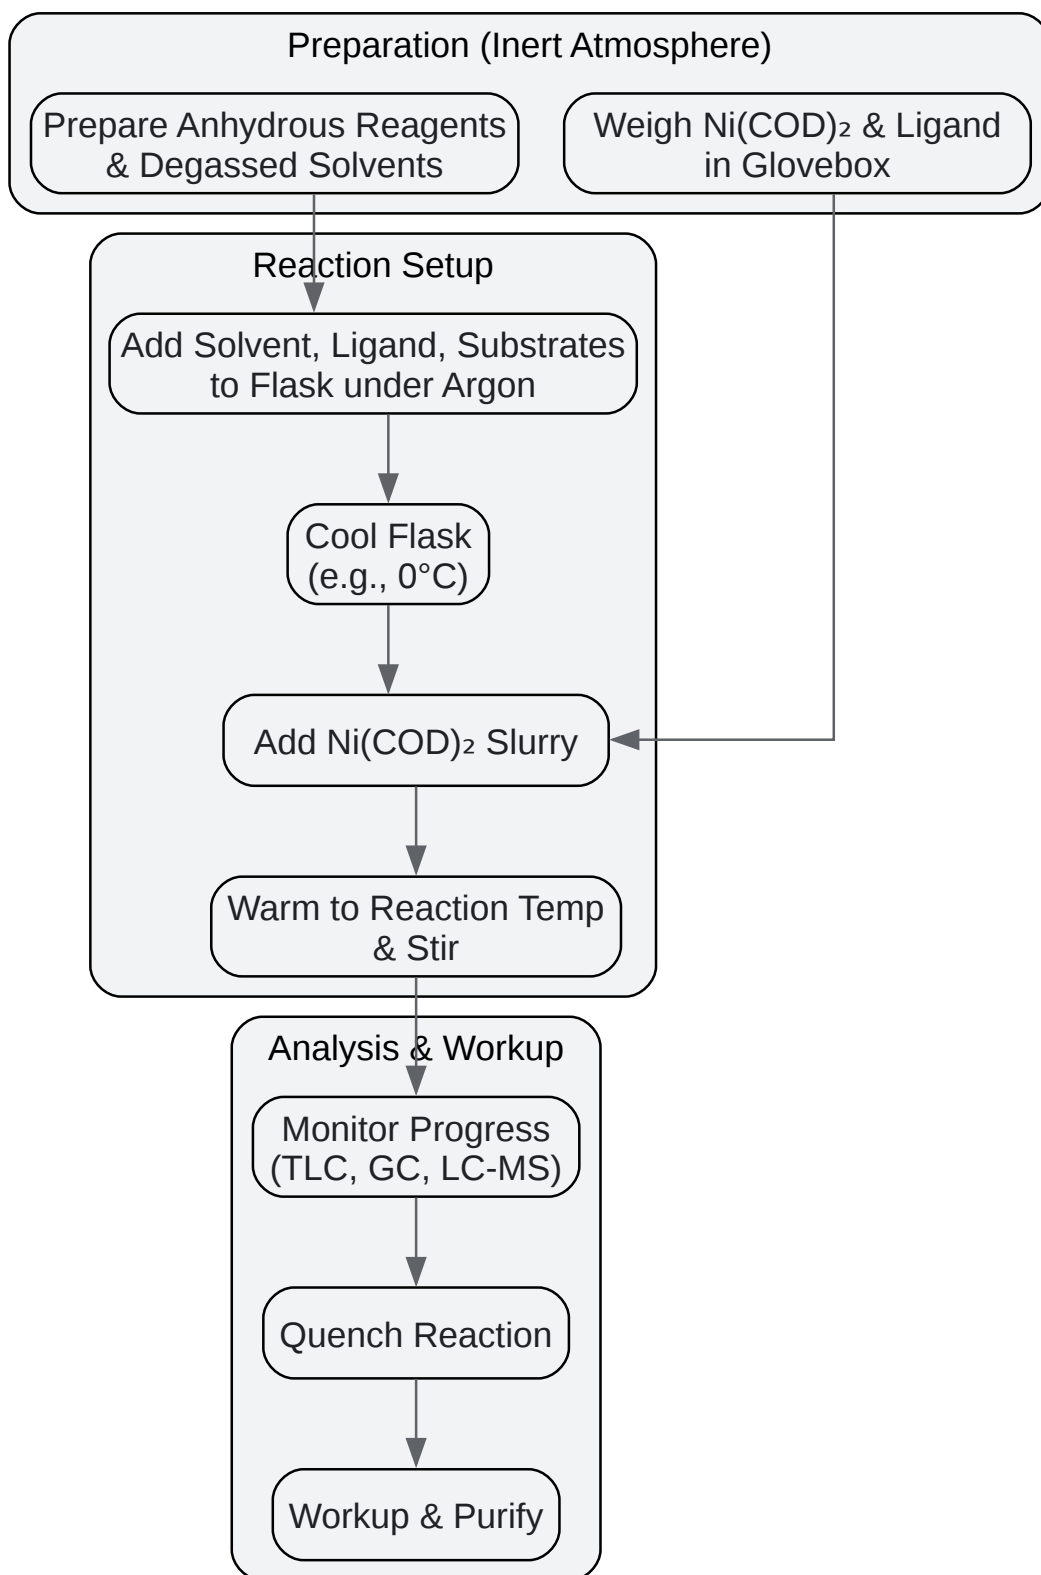 Preparation (Inert Atmosphere)
Prepare Anhydrous Reagents
& Degassed Solvents
Weigh Ni(COD)₂ & Ligand
in Glovebox
Reaction Setup
Add Solvent, Ligand, Substrates
to Flask under Argon
Cool Flask
(e.g., 0°C)
Add Ni(COD)₂ Slurry
Warm to Reaction Temp
& Stir
Analysis & Workup
Monitor Progress
(TLC, GC, LC-MS)
Quench Reaction
Workup & Purify